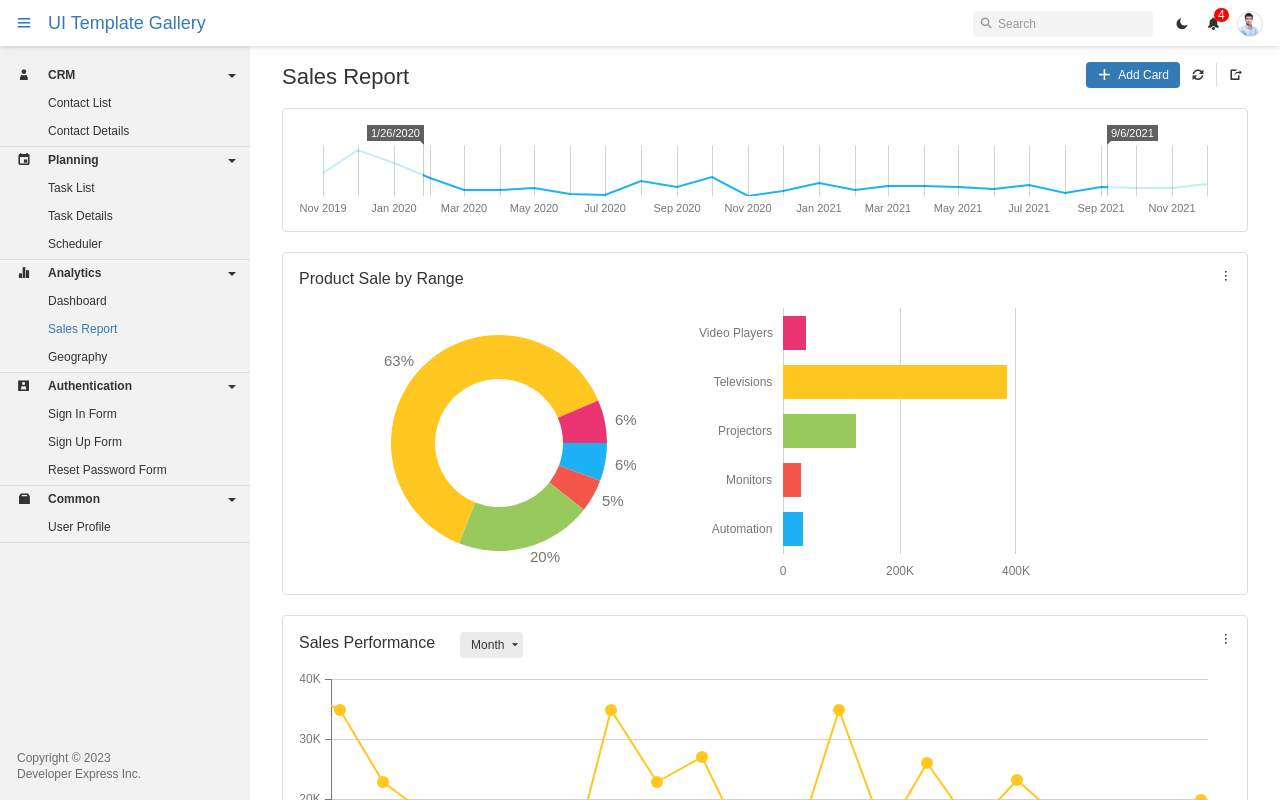 UI Template Gallery
Search
4
CRM
Contact List
Contact Details
Planning
Task List
Task Details
Scheduler
Analytics
Dashboard
Sales Report
Geography
Authentication
Sign In Form
Sign Up Form
Reset Password Form
Common
User Profile
Copyright © 2023
Developer Express Inc.
Sales Report
Add Card
1/26/2020
9/6/2021
Nov 2019 Jan 2020 Mar 2020 May 2020 Jul 2020 Sep 2020 Nov 2020 Jan 2021 Mar 2021 May 2021 Jul 2021 Sep 2021 Nov 2021
Product Sale by Range
63%
6%
6%
5%
20%
Video Players
Televisions
Projectors
Monitors
Automation
0 200K 400K
Sales Performance
Month
40K
30K
20K